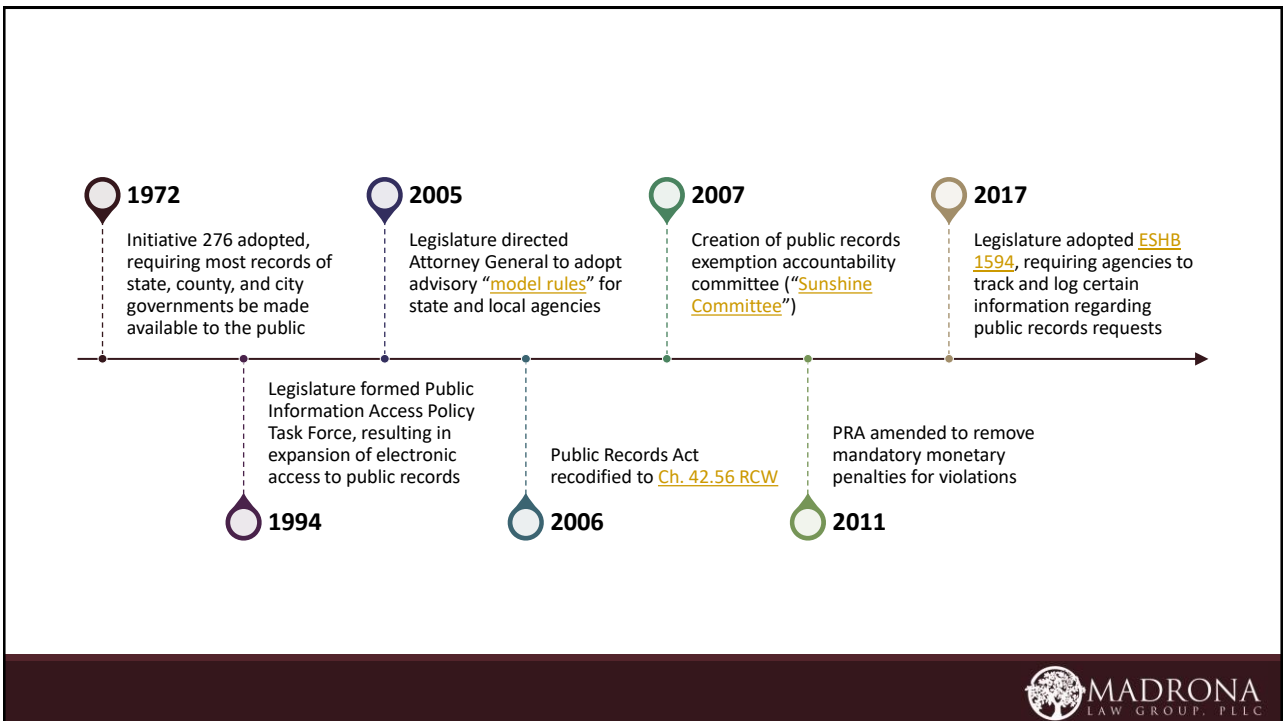 1972
Initiative 276 adopted,
requiring most records of
state, county, and city
governments be made
available to the public
2005
Legislature directed
Attorney General to adopt
advisory “model rules” for
state and local agencies
2007
Creation of public records
exemption accountability
committee (“Sunshine
Committee”)
2017
Legislature adopted ESHB
1594, requiring agencies to
track and log certain
information regarding
public records requests
Legislature formed Public
Information Access Policy
Task Force, resulting in
expansion of electronic
access to public records
1994
Public Records Act
recodified to Ch. 42.56 RCW
2006
PRA amended to remove
mandatory monetary
penalties for violations
2011
MADRONA
LAW GROUP, PLLC